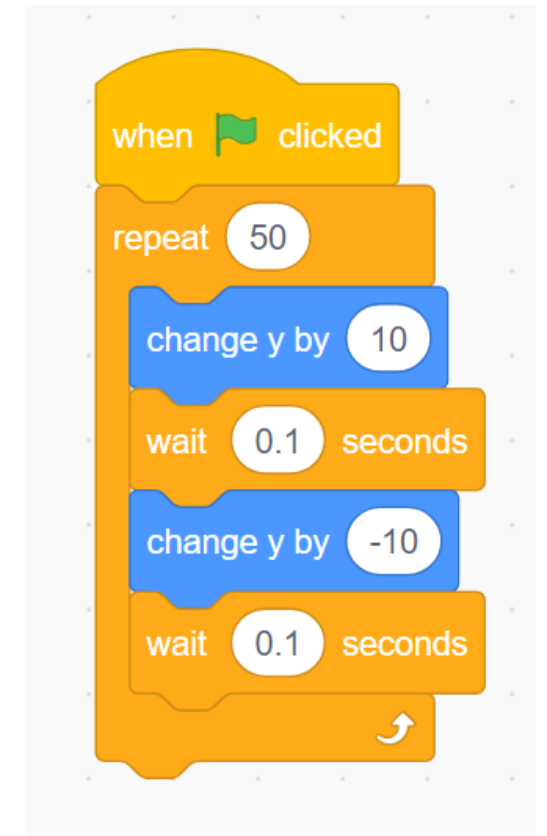 when clicked
repeat 50
change y by 10
wait 0.1 seconds
change y by -10
wait 0.1 seconds